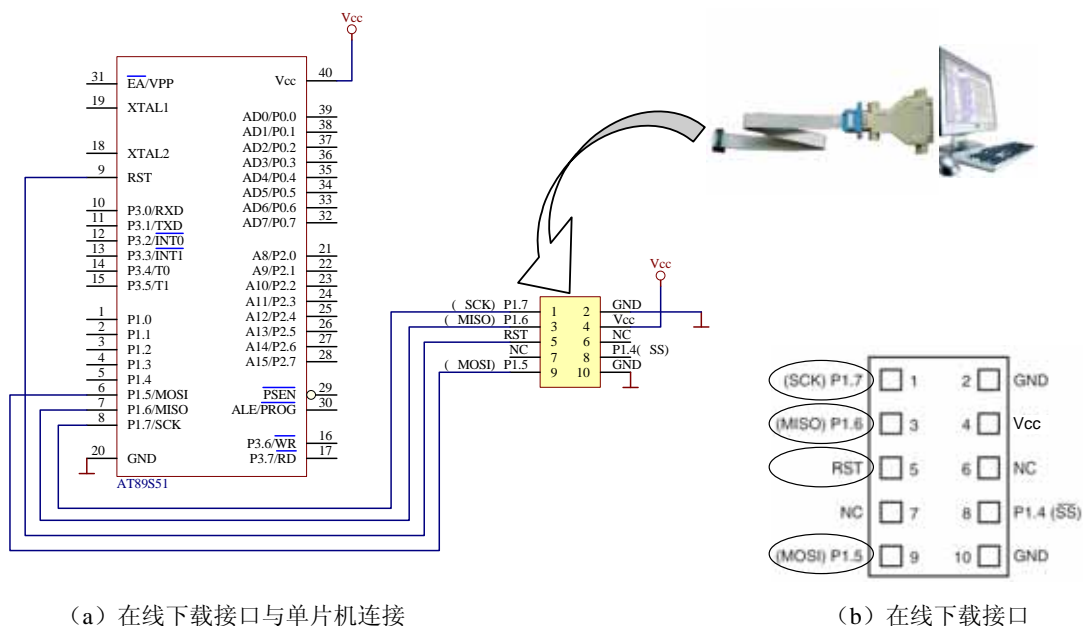 Vcc
31 EA/VPP
Vcc 40
19 XTAL1
AD0/P0.0 39
AD1/P0.1 38
AD2/P0.2 37
18 XTAL2
AD3/P0.3 36
9 RST
AD4/P0.4 35
AD5/P0.5 34
AD6/P0.6 33
AD7/P0.7 32
10 P3.0/RXD
11 P3.1/TXD
12 P3.2/INT0
13 P3.3/INT1
14 P3.4/T0
15 P3.5/T1
A8/P2.0 21
A9/P2.1 22
A10/P2.2 23
A11/P2.3 24
A12/P2.4 25
A13/P2.5 26
A14/P2.6 27
A15/P2.7 28
1 P1.0
2 P1.1
3 P1.2
4 P1.3
5 P1.4
6 P1.5/MOSI
7 P1.6/MISO
8 P1.7/SCK
PSEN 29
ALE/PROG 30
P3.6/WR 16
P3.7/RD 17
20 GND
AT89S51
Vcc
( SCK) P1.7 1 2 GND
( MISO) P1.6 3 4 Vcc
RST 5 6 NC
NC 7 8 P1.4( SS)
( MOSI) P1.5 9 10 GND
(SCK) P1.7 1 2 GND
(MISO) P1.6 3 4 Vcc
RST 5 6 NC
NC 7 8 P1.4 (SS)
(MOSI) P1.5 9 10 GND
（a）在线下载接口与单片机连接
（b）在线下载接口